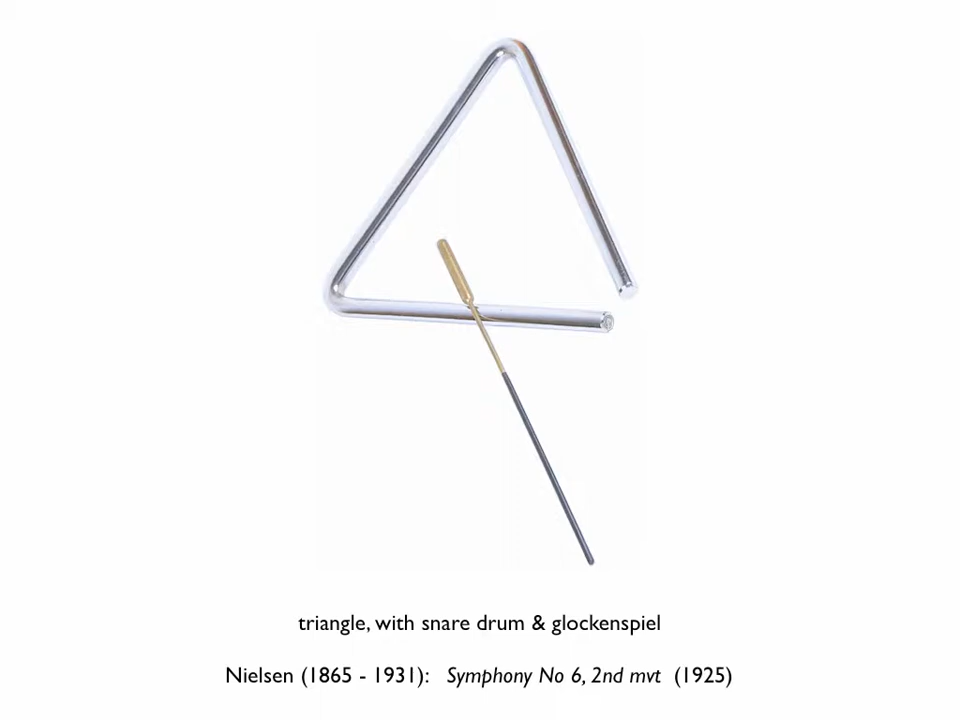 triangle, with snare drum & glockenspiel
Nielsen (1865 - 1931): Symphony No 6, 2nd mvt (1925)